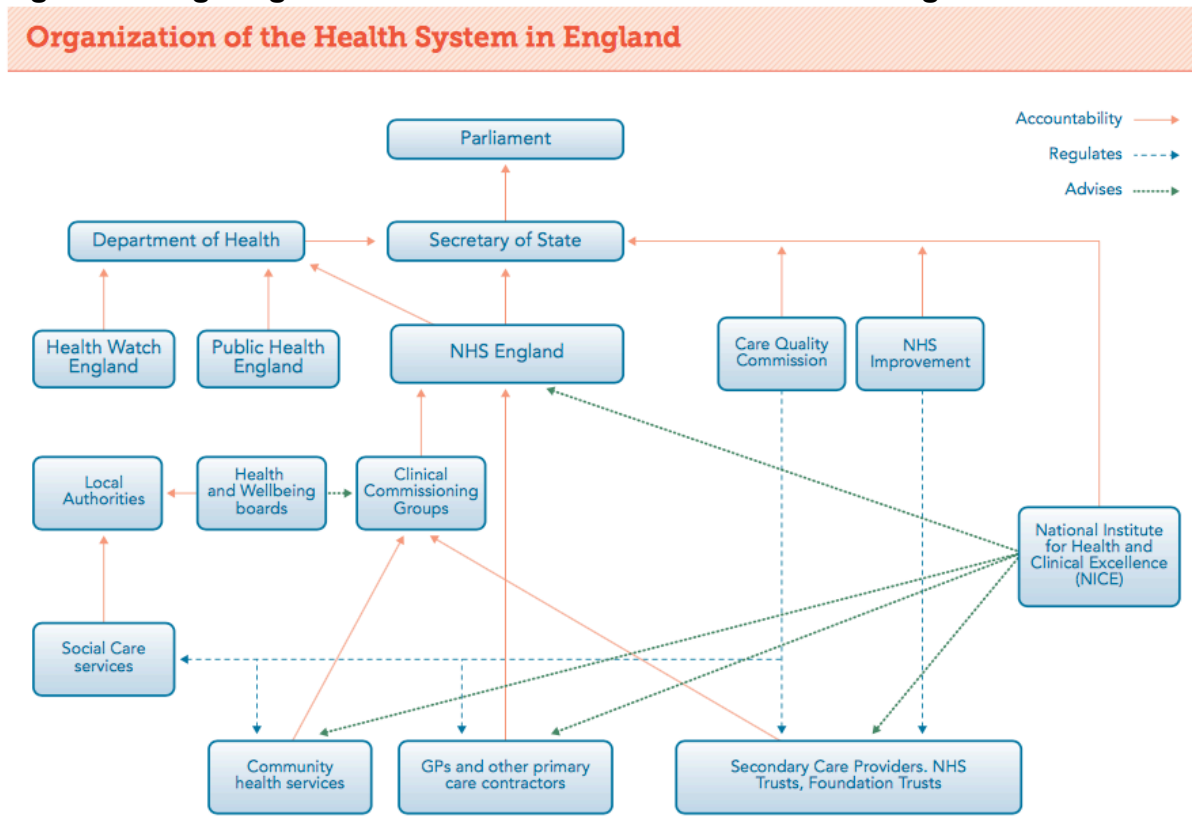 Organization of the Health System in England
Accountability
Regulates
Advises
Parliament
Department of Health
Secretary of State
Health Watch
England
Public Health
England
NHS England
Care Quality
Commission
NHS
Improvement
Local
Authorities
Health
and Wellbeing
boards
Clinical
Commissioning
Groups
National Institute
for Health and
Clinical Excellence
(NICE)
Social Care
services
Community
health services
GPs and other primary
care contractors
Secondary Care Providers. NHS
Trusts, Foundation Trusts